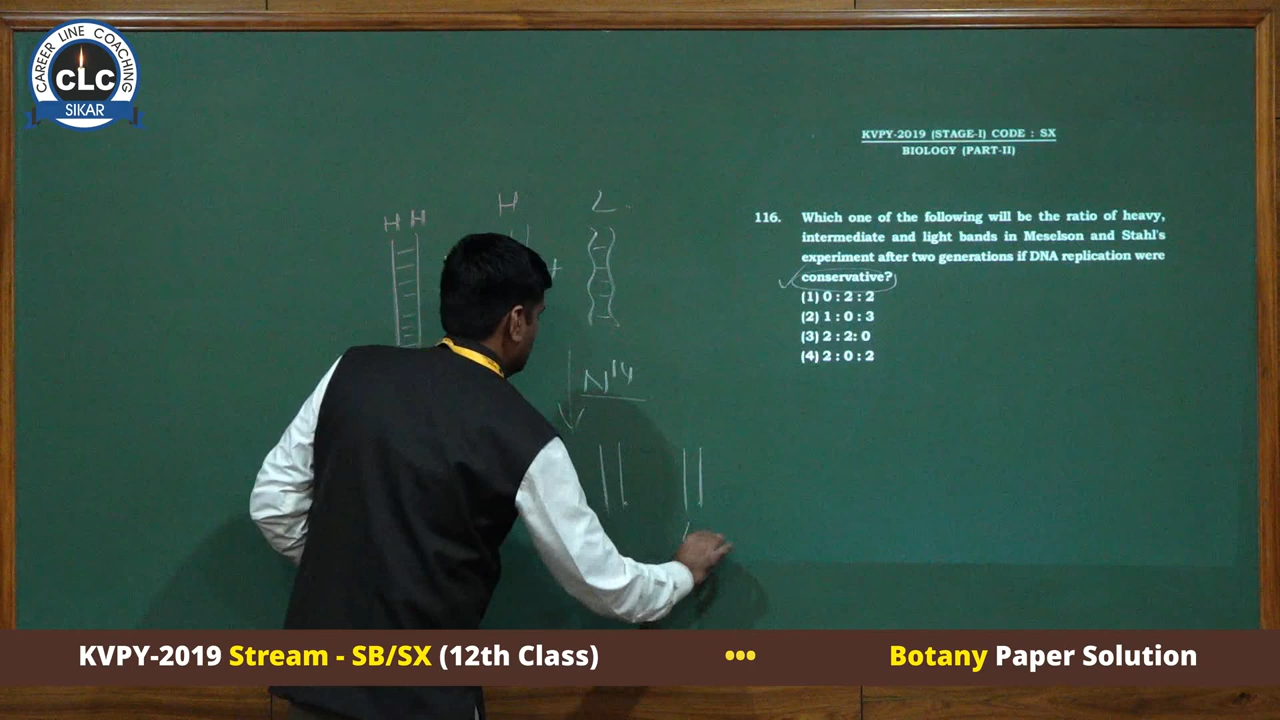 CAREER LINE COACHING
CLC
SIKAR
KVPY-2019 (STAGE-I) CODE : SX
BIOLOGY (PART-II)
H H
H
L
+
N14
116. Which one of the following will be the ratio of heavy,
intermediate and light bands in Meselson and Stahl's
experiment after two generations if DNA replication were
conservative?
(1) 0 : 2 : 2
(2) 1 : 0 : 3
(3) 2 : 2: 0
(4) 2 : 0 : 2
KVPY-2019 Stream - SB/SX (12th Class) ••• Botany Paper Solution